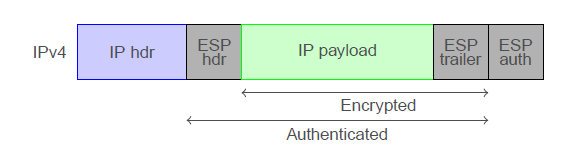 IPv4
IP hdr
ESP
hdr
IP payload
ESP
trailer
ESP
auth
Encrypted
Authenticated